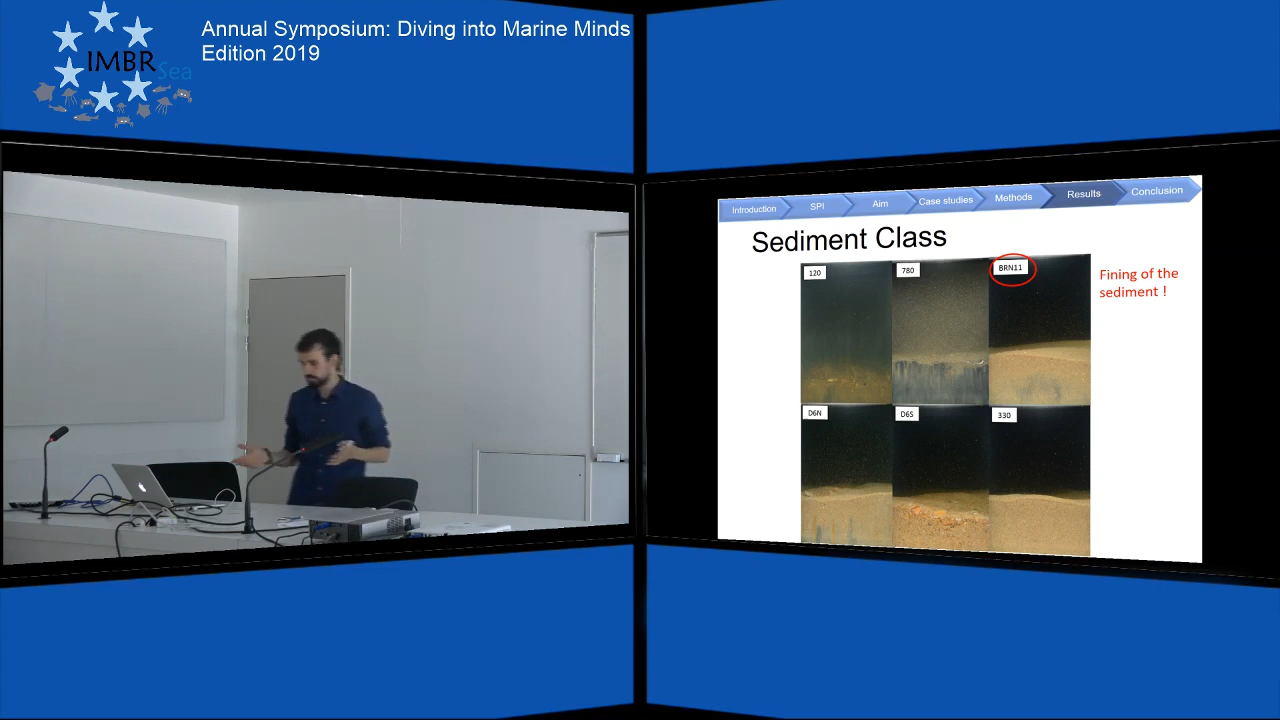 IMBRSea
Annual Symposium: Diving into Marine Minds
Edition 2019
Introduction
SPI
Aim
Case studies
Methods
Results
Conclusion
Sediment Class
120
780
BRN11
Fining of the
sediment !
D6N
D6S
330